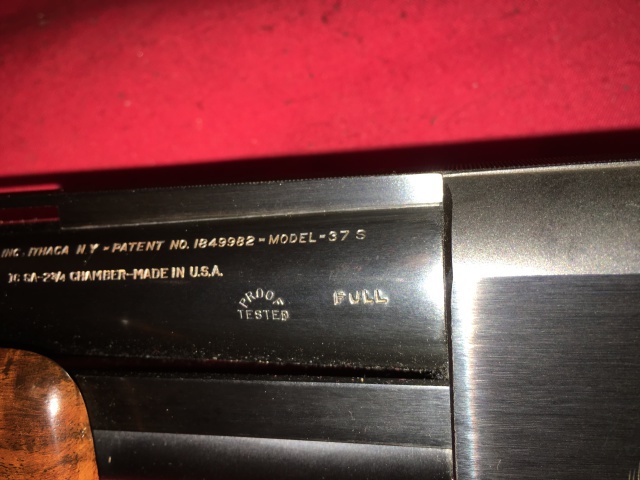 INC. ITHACA N Y - PATENT NO. 1849982 - MODEL - 37 S
GA - 2¾ CHAMBER - MADE IN U.S.A.
PROOF
TESTED
FULL